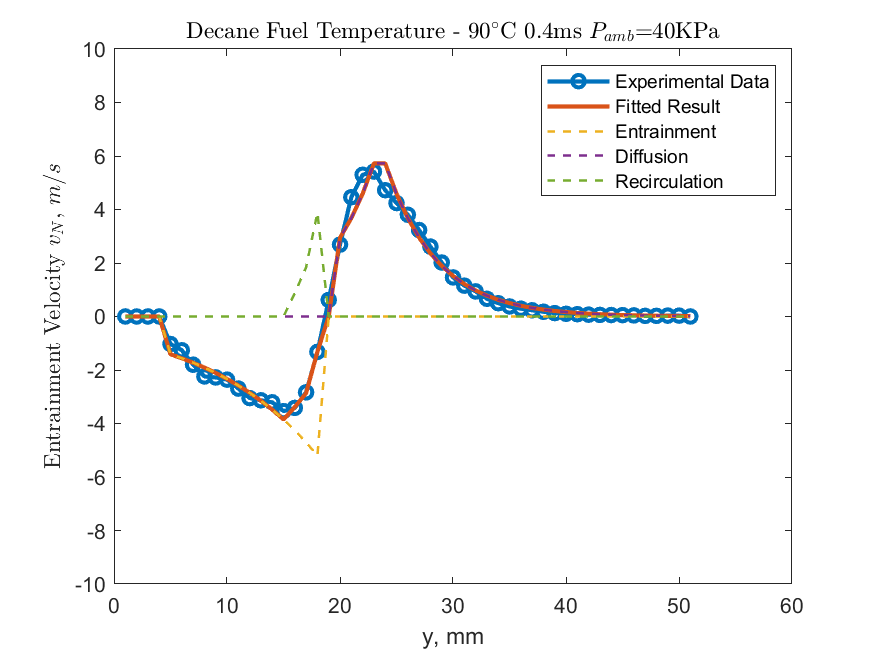 Decane Fuel Temperature - 90°C 0.4ms P_amb=40KPa
Experimental Data
Fitted Result
Entrainment
Diffusion
Recirculation
Entrainment Velocity v_N, m/s
10
8
6
4
2
0
-2
-4
-6
-8
-10
0 10 20 30 40 50 60
y, mm